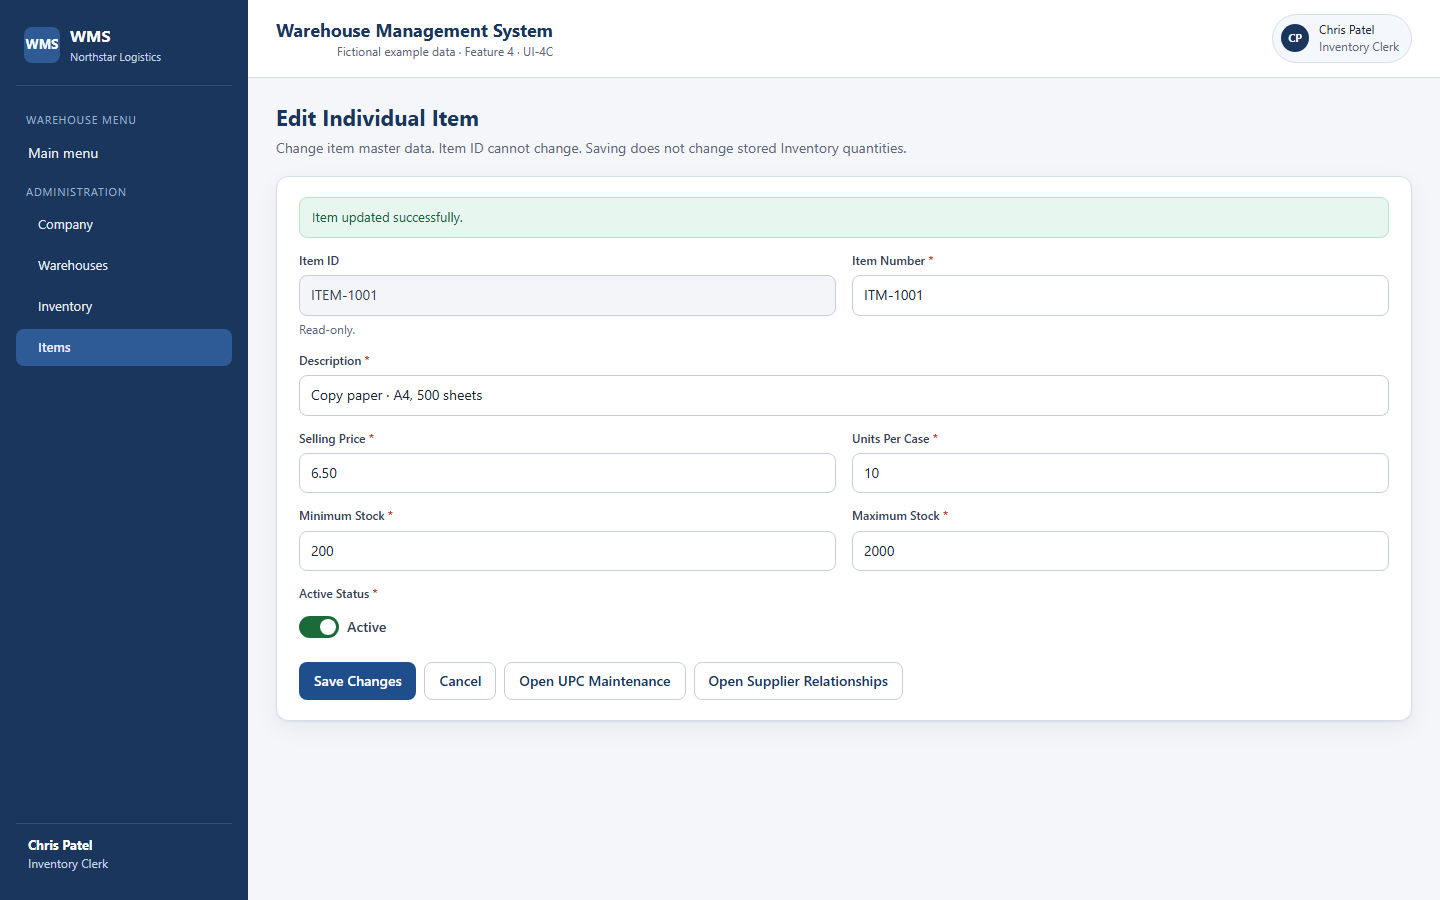 WMS
WMS
Northstar Logistics
WAREHOUSE MENU
Main menu
ADMINISTRATION
Company
Warehouses
Inventory
Items
Chris Patel
Inventory Clerk
Warehouse Management System
Fictional example data · Feature 4 · UI-4C
CP
Chris Patel
Inventory Clerk
Edit Individual Item
Change item master data. Item ID cannot change. Saving does not change stored Inventory quantities.
Item updated successfully.
Item ID
ITEM-1001
Read-only.
Item Number *
ITM-1001
Description *
Copy paper · A4, 500 sheets
Selling Price *
6.50
Units Per Case *
10
Minimum Stock *
200
Maximum Stock *
2000
Active Status *
Active
Save Changes
Cancel
Open UPC Maintenance
Open Supplier Relationships